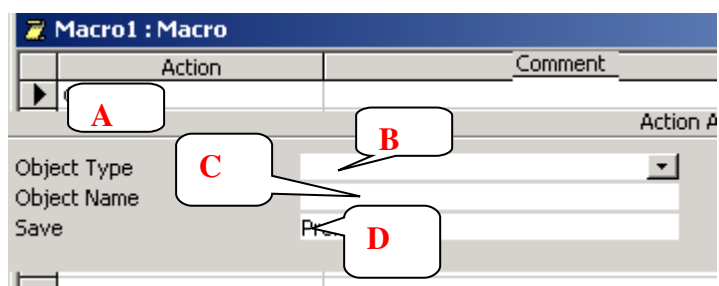 Macro1 : Macro
Action Comment
A
B
Action A
C
Object Type
Object Name
Save
D